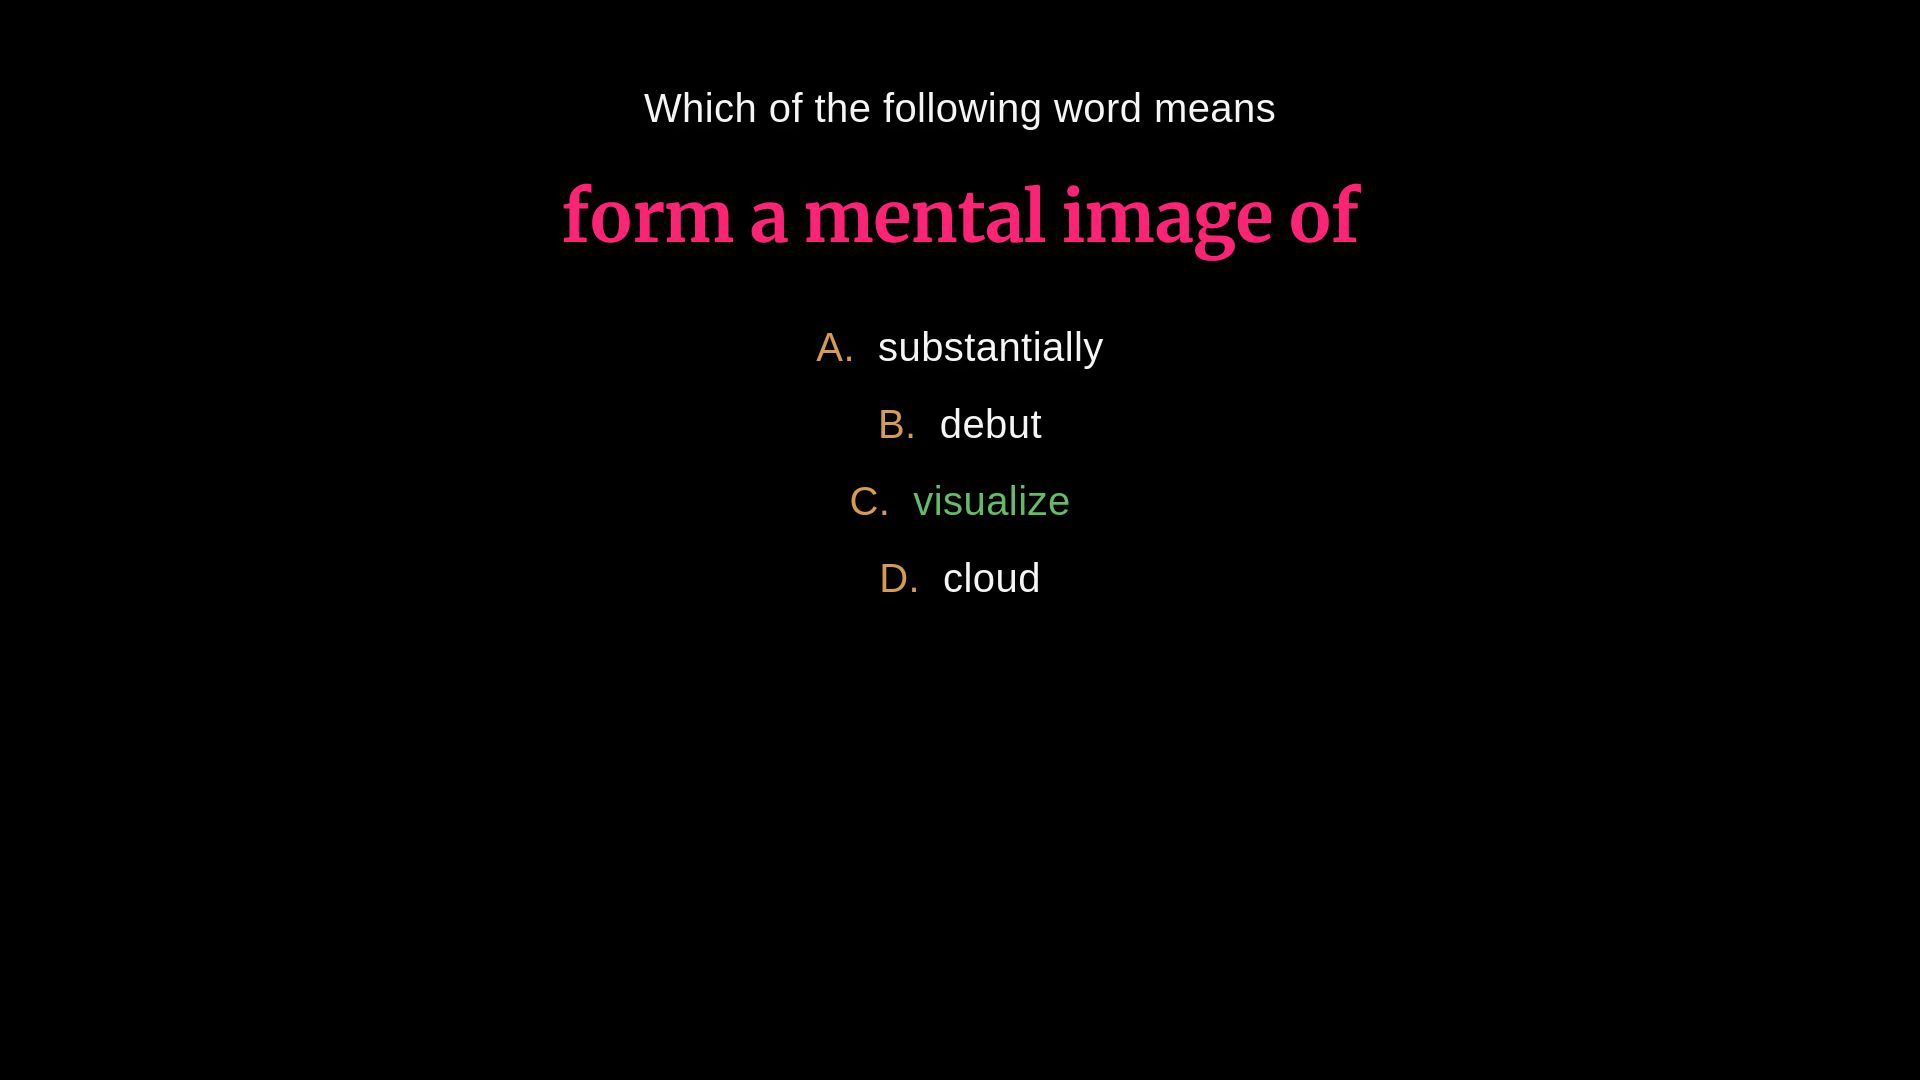 Which of the following word means
form a mental image of
A. substantially
B. debut
C. visualize
D. cloud